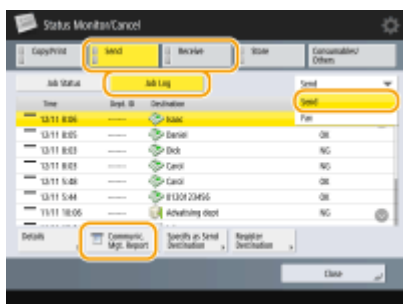 Status Monitor/Cancel
Copy/Print
Send
Receive
Store
Consumables/
Others
Job Status
Job Log
Send
Time
Dept. ID
Destination
Send
Fax
12/11 8:06
Isaac
12/11 8:05
Daniel
OK
12/11 8:03
Dick
NG
12/11 8:03
Carol
NG
12/11 5:48
Carol
OK
12/11 5:44
0130123456
OK
11/11 10:06
Advatising dept
NG
Details
Communic.
Mgt. Report
Specify as Send
Destination
Register
Destination
Close